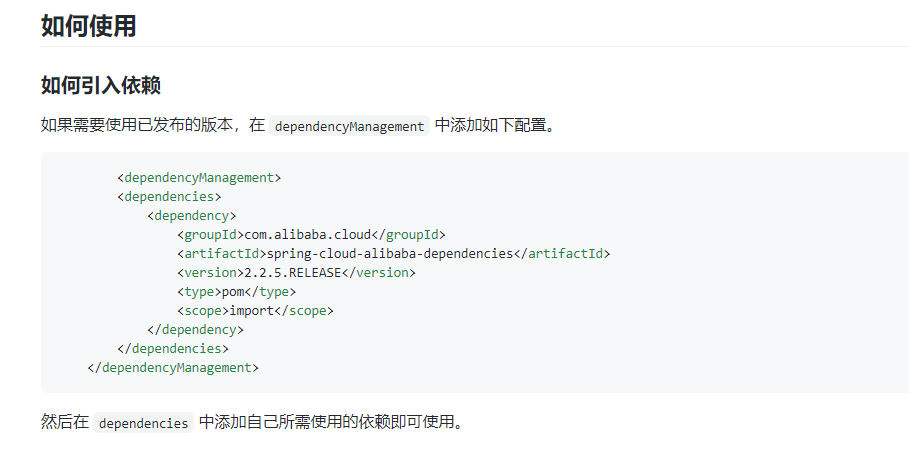 如何使用
如何引入依赖
如果需要使用已发布的版本，在 dependencyManagement 中添加如下配置。
<dependencyManagement>
<dependencies>
<dependency>
<groupId>com.alibaba.cloud</groupId>
<artifactId>spring-cloud-alibaba-dependencies</artifactId>
<version>2.2.5.RELEASE</version>
<type>pom</type>
<scope>import</scope>
</dependency>
</dependencies>
</dependencyManagement>
然后在 dependencies 中添加自己所需使用的依赖即可使用。